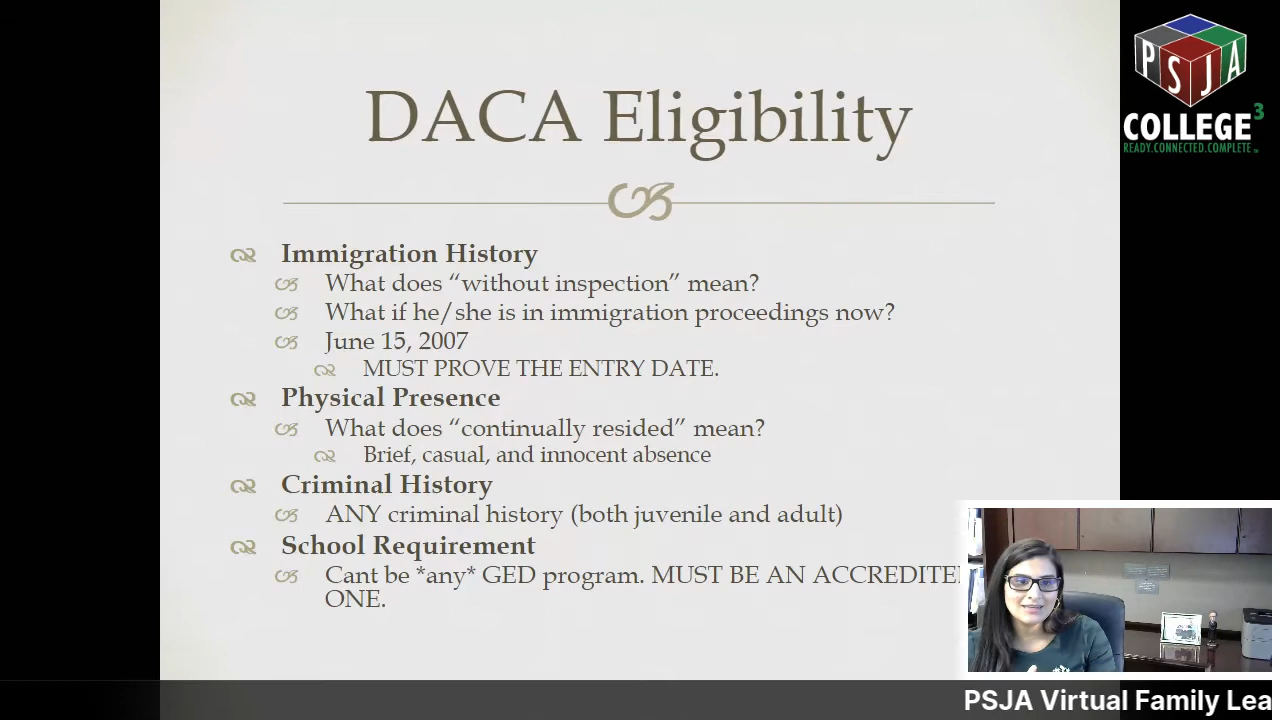 DACA Eligibility
Immigration History
What does “without inspection” mean?
What if he/she is in immigration proceedings now?
June 15, 2007
MUST PROVE THE ENTRY DATE.
Physical Presence
What does “continually resided” mean?
Brief, casual, and innocent absence
Criminal History
ANY criminal history (both juvenile and adult)
School Requirement
Cant be *any* GED program. MUST BE AN ACCREDITE
ONE.
PSJA
COLLEGE³
READY.CONNECTED.COMPLETE
PSJA Virtual Family Lea